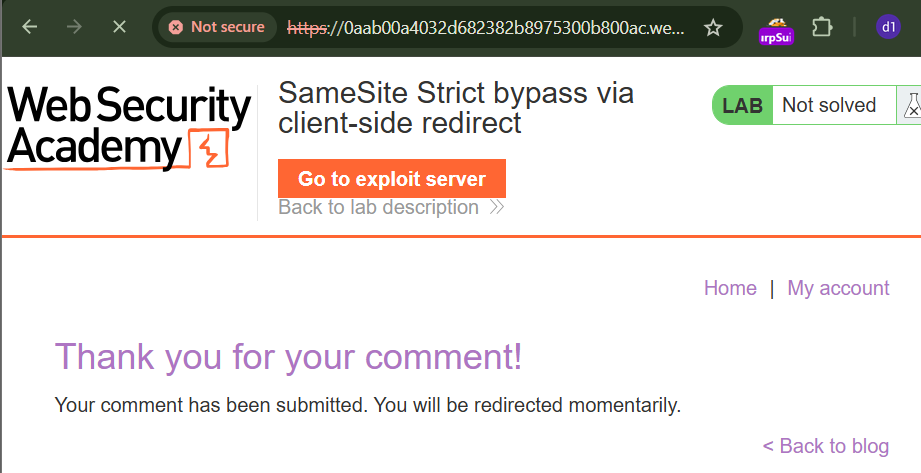 Not secure https://0aab00a4032d682382b8975300b800ac.we...
irpSui
d1
Web Security
Academy
SameSite Strict bypass via
client-side redirect
LAB Not solved
Go to exploit server
Back to lab description
Home | My account
Thank you for your comment!
Your comment has been submitted. You will be redirected momentarily.
< Back to blog